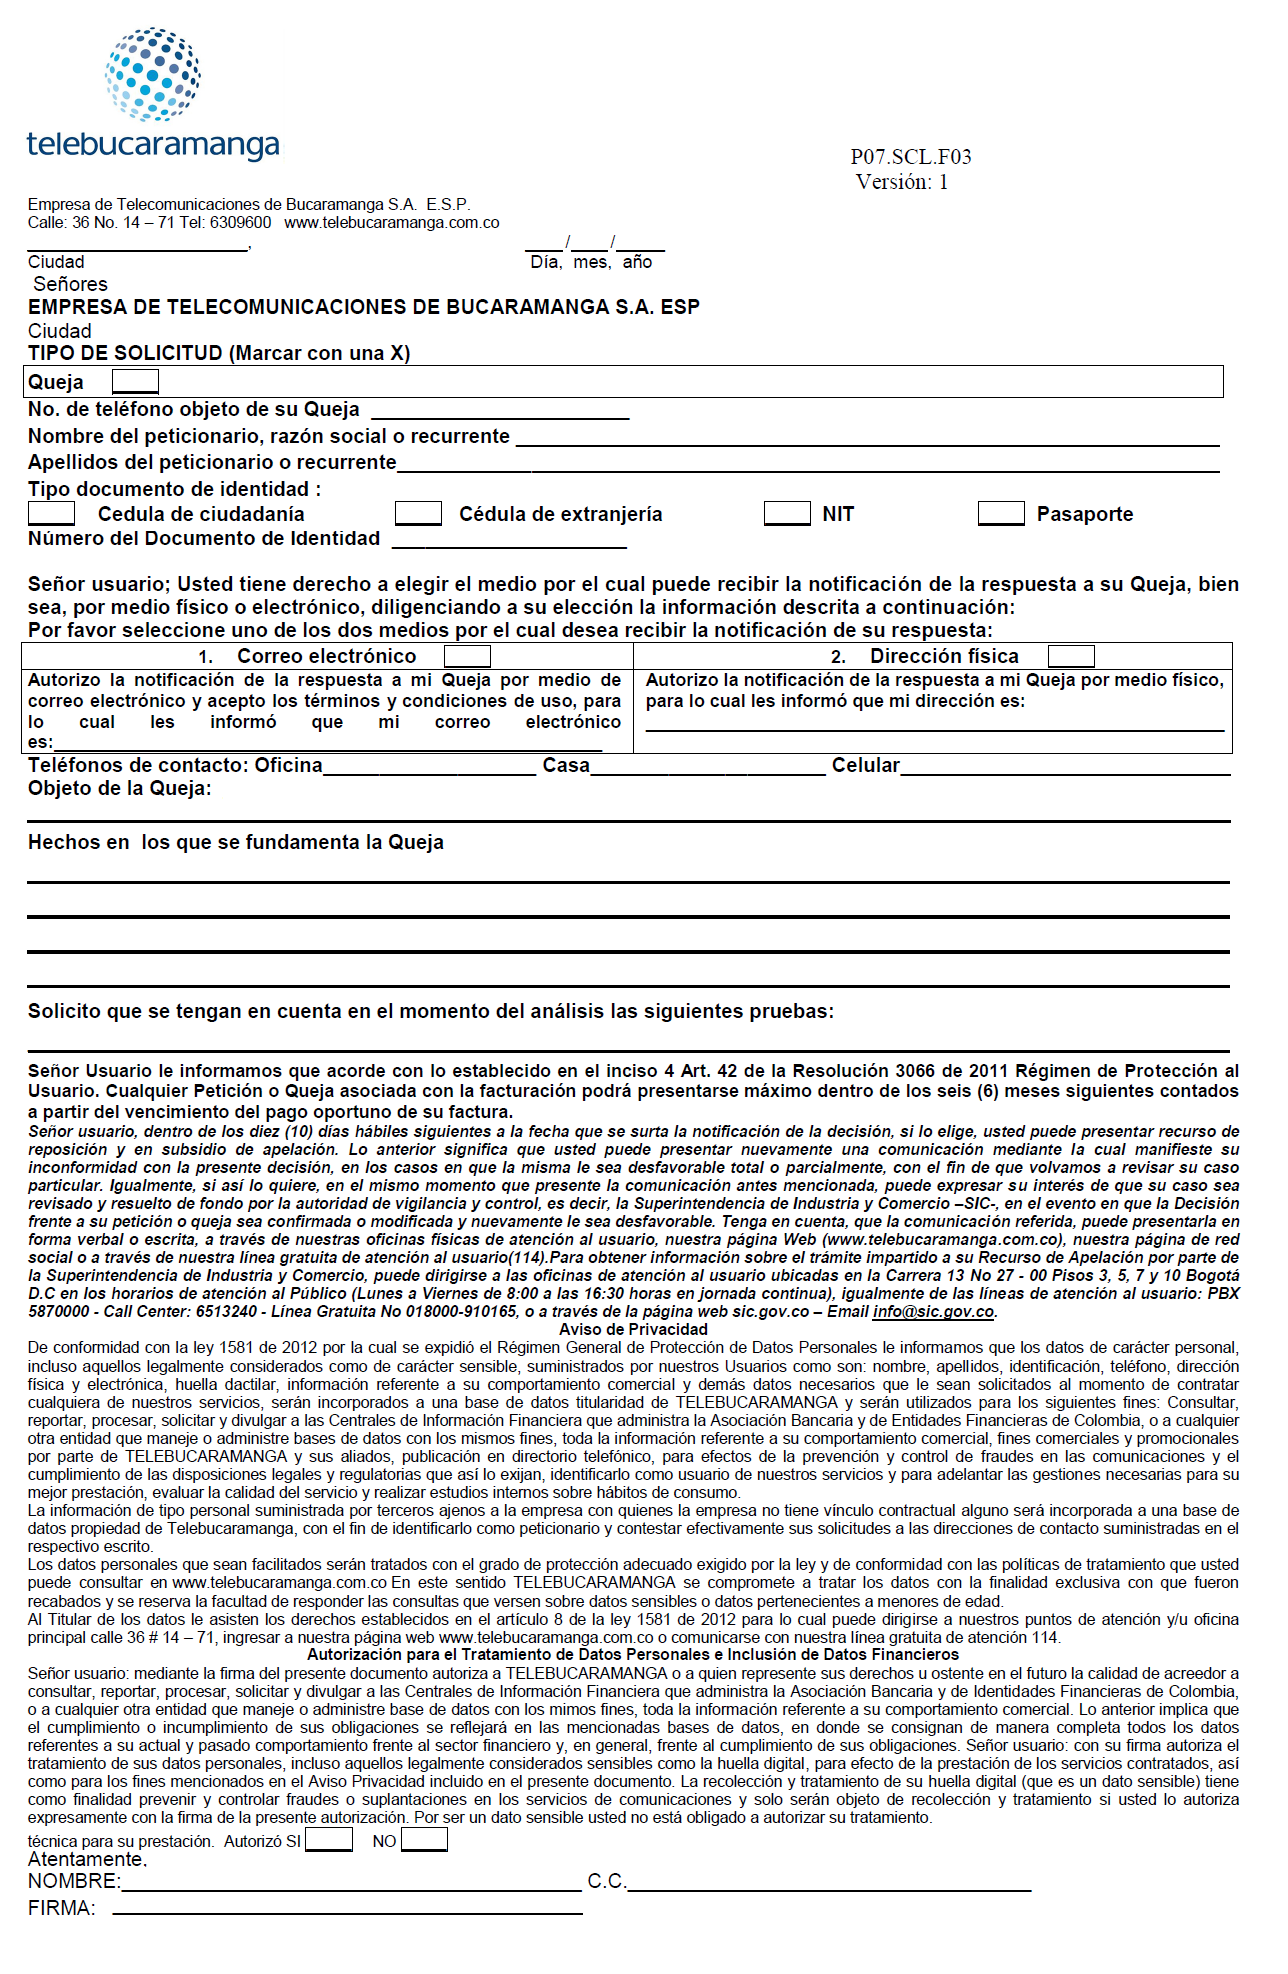 telebucaramanga
P07.SCL.F03
Versión: 1
Empresa de Telecomunicaciones de Bucaramanga S.A. E.S.P.
Calle: 36 No. 14 – 71 Tel: 6309600 www.telebucaramanga.com.co
____________________, ____/____/_____
Ciudad Día, mes, año
Señores
EMPRESA DE TELECOMUNICACIONES DE BUCARAMANGA S.A. ESP
Ciudad
TIPO DE SOLICITUD (Marcar con una X)
Queja
No. de teléfono objeto de su Queja _______________________
Nombre del peticionario, razón social o recurrente _______________________
Apellidos del peticionario o recurrente_______________________
Tipo documento de identidad :
Cedula de ciudadanía Cédula de extranjería NIT Pasaporte
Número del Documento de Identidad _____________________
Señor usuario; Usted tiene derecho a elegir el medio por el cual puede recibir la notificación de la respuesta a su Queja, bien
sea, por medio físico o electrónico, diligenciando a su elección la información descrita a continuación:
Por favor seleccione uno de los dos medios por el cual desea recibir la notificación de su respuesta:
1. Correo electrónico
Autorizo la notificación de la respuesta a mi Queja por medio de
correo electrónico y acepto los términos y condiciones de uso, para
lo cual les informó que mi correo electrónico
es:_______________________
2. Dirección física
Autorizo la notificación de la respuesta a mi Queja por medio físico,
para lo cual les informó que mi dirección es:
_______________________
Teléfonos de contacto: Oficina___________________ Casa_____________________ Celular_____________________________
Objeto de la Queja:
Hechos en los que se fundamenta la Queja
Solicito que se tengan en cuenta en el momento del análisis las siguientes pruebas:
Señor Usuario le informamos que acorde con lo establecido en el inciso 4 Art. 42 de la Resolución 3066 de 2011 Régimen de Protección al
Usuario. Cualquier Petición o Queja asociada con la facturación podrá presentarse máximo dentro de los seis (6) meses siguientes contados
a partir del vencimiento del pago oportuno de su factura.
Señor usuario, dentro de los diez (10) días hábiles siguientes a la fecha que se surta la notificación de la decisión, si lo elige, usted puede presentar recurso de
reposición y en subsidio de apelación. Lo anterior significa que usted puede presentar nuevamente una comunicación mediante la cual manifieste su
inconformidad con la presente decisión, en los casos en que la misma le sea desfavorable total o parcialmente, con el fin de que volvamos a revisar su caso
particular. Igualmente, si así lo quiere, en el mismo momento que presente la comunicación antes mencionada, puede expresar su interés de que su caso sea
revisado y resuelto de fondo por la autoridad de vigilancia y control, es decir, la Superintendencia de Industria y Comercio –SIC-, en el evento en que la Decisión
frente a su petición o queja sea confirmada o modificada y nuevamente le sea desfavorable. Tenga en cuenta, que la comunicación referida, puede presentarla en
forma verbal o escrita, a través de nuestras oficinas físicas de atención al usuario, nuestra página Web (www.telebucaramanga.com.co), nuestra página de red
social o a través de nuestra línea gratuita de atención al usuario(114).Para obtener información sobre el trámite impartido a su Recurso de Apelación por parte de
la Superintendencia de Industria y Comercio, puede dirigirse a las oficinas de atención al usuario ubicadas en la Carrera 13 No 27 - 00 Pisos 3, 5, 7 y 10 Bogotá
D.C en los horarios de atención al Público (Lunes a Viernes de 8:00 a las 16:30 horas en jornada continua), igualmente de las líneas de atención al usuario: PBX
5870000 - Call Center: 6513240 - Línea Gratuita No 018000-910165, o a través de la página web sic.gov.co – Email info@sic.gov.co.
Aviso de Privacidad
De conformidad con la ley 1581 de 2012 por la cual se expidió el Régimen General de Protección de Datos Personales le informamos que los datos de carácter personal,
incluso aquellos legalmente considerados como de carácter sensible, suministrados por nuestros Usuarios como son: nombre, apellidos, identificación, teléfono, dirección
física y electrónica, huella dactilar, información referente a su comportamiento comercial y demás datos necesarios que le sean solicitados al momento de contratar
cualquiera de nuestros servicios, serán incorporados a una base de datos titularidad de TELEBUCARAMANGA y serán utilizados para los siguientes fines: Consultar,
reportar, procesar, solicitar y divulgar a las Centrales de Información Financiera que administra la Asociación Bancaria y de Entidades Financieras de Colombia, o a cualquier
otra entidad que maneje o administre bases de datos con los mismos fines, toda la información referente a su comportamiento comercial, fines comerciales y promocionales
por parte de TELEBUCARAMANGA y sus aliados, publicación en directorio telefónico, para efectos de la prevención y control de fraudes en las comunicaciones y el
cumplimiento de las disposiciones legales y regulatorias que así lo exijan, identificarlo como usuario de nuestros servicios y para adelantar las gestiones necesarias para su
mejor prestación, evaluar la calidad del servicio y realizar estudios internos sobre hábitos de consumo.
La información de tipo personal suministrada por terceros ajenos a la empresa con quienes la empresa no tiene vínculo contractual alguno será incorporada a una base de
datos propiedad de Telebucaramanga, con el fin de identificarlo como peticionario y contestar efectivamente sus solicitudes a las direcciones de contacto suministradas en el
respectivo escrito.
Los datos personales que sean facilitados serán tratados con el grado de protección adecuado exigido por la ley y de conformidad con las políticas de tratamiento que usted
puede consultar en www.telebucaramanga.com.co En este sentido TELEBUCARAMANGA se compromete a tratar los datos con la finalidad exclusiva con que fueron
recabados y se reserva la facultad de responder las consultas que versen sobre datos sensibles o datos pertenecientes a menores de edad.
Al Titular de los datos le asisten los derechos establecidos en el artículo 8 de la ley 1581 de 2012 para lo cual puede dirigirse a nuestros puntos de atención y/u oficina
principal calle 36 # 14 – 71, ingresar a nuestra página web www.telebucaramanga.com.co o comunicarse con nuestra línea gratuita de atención 114.
Autorización para el Tratamiento de Datos Personales e Inclusión de Datos Financieros
Señor usuario: mediante la firma del presente documento autoriza a TELEBUCARAMANGA o a quien represente sus derechos u ostente en el futuro la calidad de acreedor a
consultar, reportar, procesar, solicitar y divulgar a las Centrales de Información Financiera que administra la Asociación Bancaria y de Identidades Financieras de Colombia,
o a cualquier otra entidad que maneje o administre base de datos con los mimos fines, toda la información referente a su comportamiento comercial. Lo anterior implica que
el cumplimiento o incumplimiento de sus obligaciones se reflejará en las mencionadas bases de datos, en donde se consignan de manera completa todos los datos
referentes a su actual y pasado comportamiento frente al sector financiero y, en general, frente al cumplimiento de sus obligaciones. Señor usuario: con su firma autoriza el
tratamiento de sus datos personales, incluso aquellos legalmente considerados sensibles como la huella digital, para efecto de la prestación de los servicios contratados, así
como para los fines mencionados en el Aviso Privacidad incluido en el presente documento. La recolección y tratamiento de su huella digital (que es un dato sensible) tiene
como finalidad prevenir y controlar fraudes o suplantaciones en los servicios de comunicaciones y solo serán objeto de recolección y tratamiento si usted lo autoriza
expresamente con la firma de la presente autorización. Por ser un dato sensible usted no está obligado a autorizar su tratamiento.
técnica para su prestación. Autorizó SI NO
Atentamente,
NOMBRE:_______________________ C.C._______________________
FIRMA: _______________________